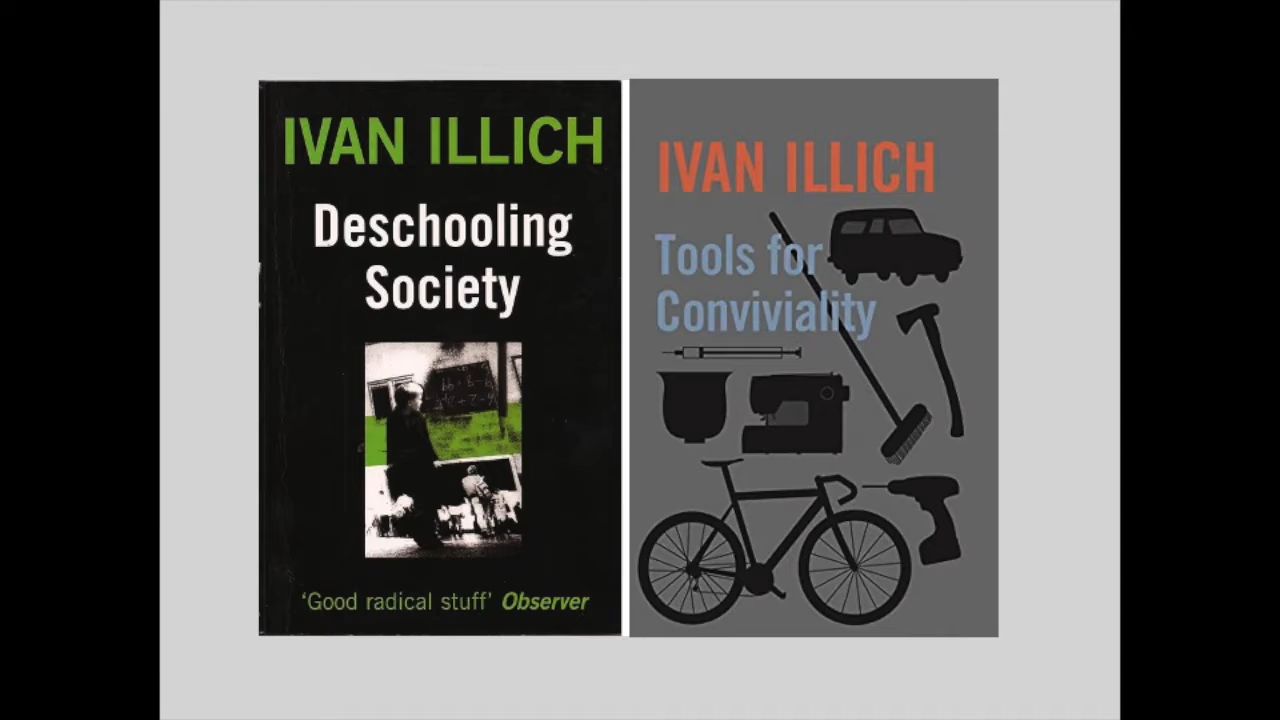 IVAN ILLICH
Deschooling
Society
'Good radical stuff' Observer
IVAN ILLICH
Tools for
Conviviality